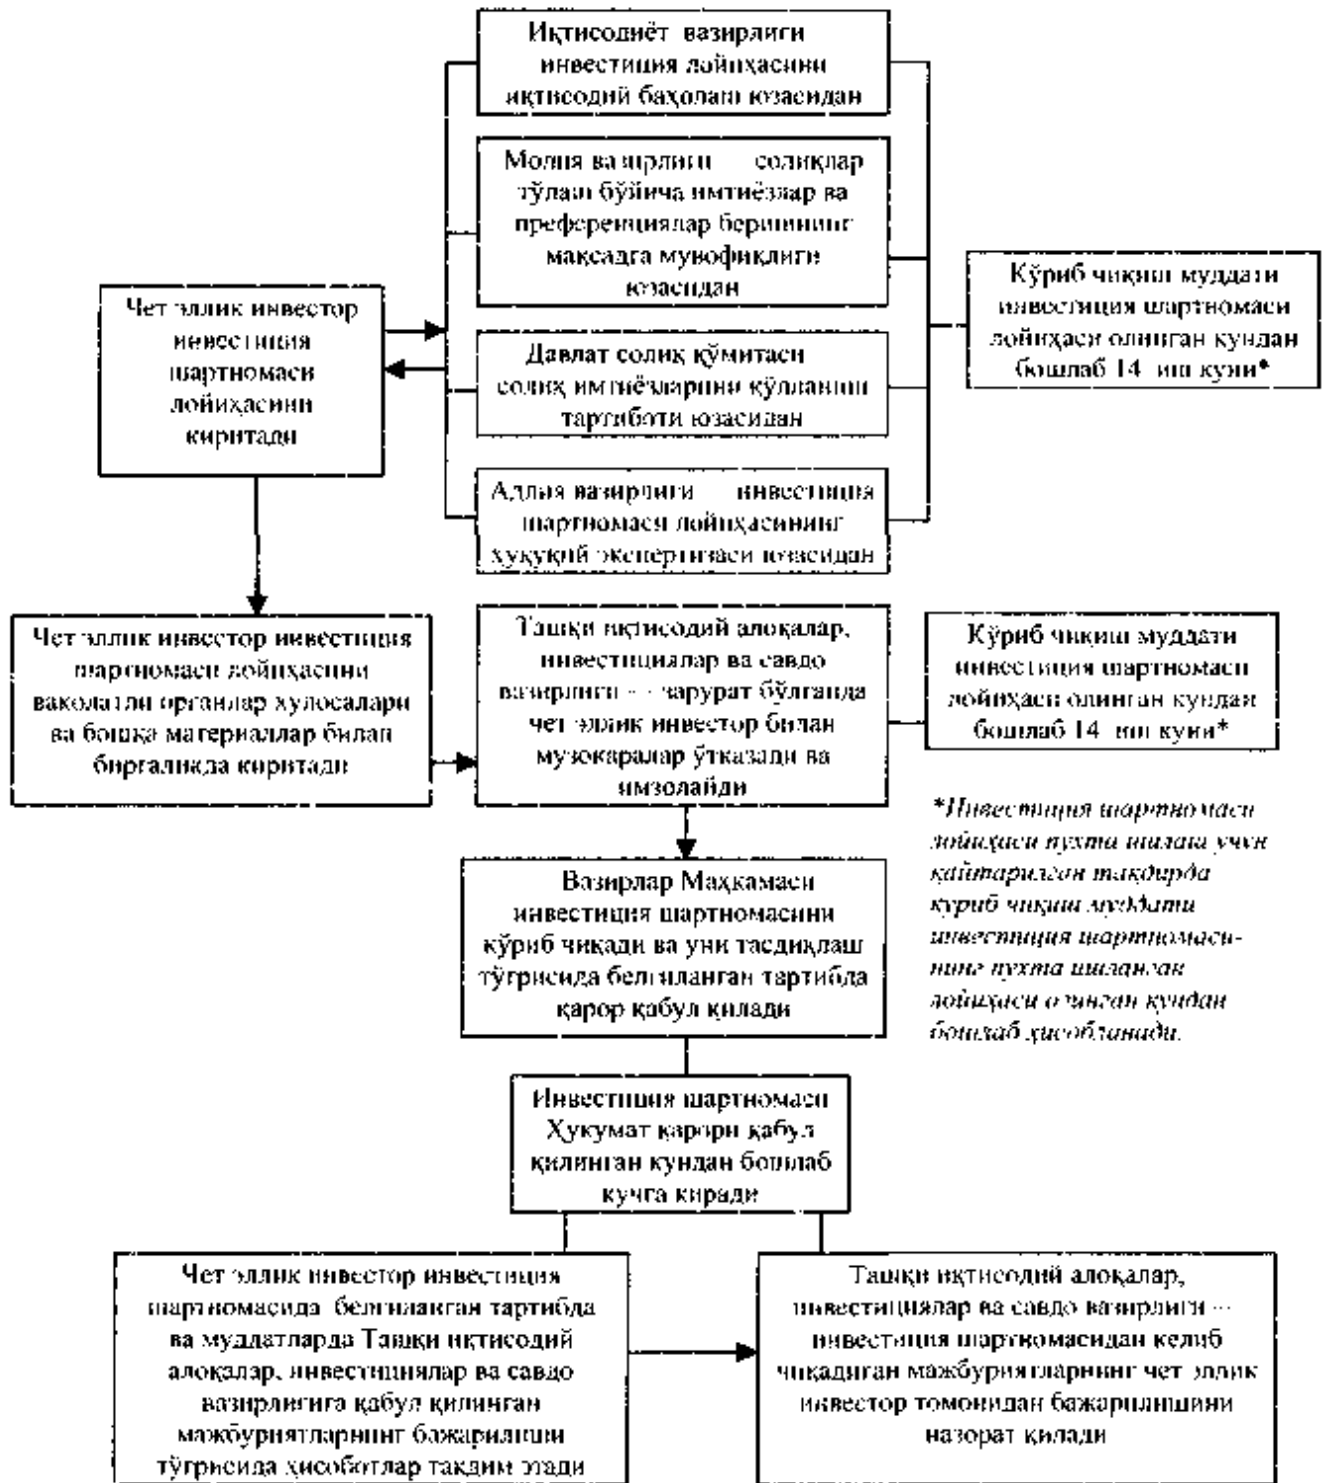 Иқтисодиёт вазирлиги
инвестиция лойиҳасини
иқтисодий баҳолаш юзасидан
Молия вазирлиги солиқлар
тўлаш бўйича имтиёзлар ва
преференциялар беришнинг
мақсадга мувофиқлиги
юзасидан
Давлат солиқ қўмитаси
солиқ имтиёзларини қўллаш
тартиботи юзасидан
Адлия вазирлиги инвестиция
шартномаси лойиҳасининг
ҳуқуқий экспертизаси юзасидан
Кўриб чиқиш муддати
инвестиция шартномаси
лойиҳаси олинган кундан
бошлаб 14 иш куни*
Чет эллик инвестор
инвестиция
шартномаси
лойиҳасини
киритади
Чет эллик инвестор инвестиция
шартномаси лойиҳасини
ваколатли органлар хулосалари
ва бошқа материаллар билан
биргаликда киритади
Ташқи иқтисодий алоқалар,
инвестициялар ва савдо
вазирлиги — зарурат бўлганда
чет эллик инвестор билан
музокаралар ўтказади ва
имзолайди
Кўриб чиқиш муддати
инвестиция шартномаси
лойиҳаси олинган кундан
бошлаб 14 иш куни*
*Инвестиция шартномаси
лойиҳаси пухта ишлаш учун
қайтарилган тақдирда
кўриб чиқиш муддати
инвестиция шартномаси-
нинг пухта ишланган
лойиҳаси олинган кундан
бошлаб ҳисобланади.
Вазирлар Маҳкамаси
инвестиция шартномасини
кўриб чиқади ва уни тасдиқлаш
тўғрисида белгиланган тартибда
қарор қабул қилади
Инвестиция шартномаси
Ҳукумат қарори қабул
қилинган кундан бошлаб
кучга киради
Чет эллик инвестор инвестиция
шартномасида белгиланган тартибда
ва муддатларда Ташқи иқтисодий
алоқалар, инвестициялар ва савдо
вазирлигига қабул қилинган
мажбуриятларнинг бажарилиши
тўғрисида ҳисоботлар тақдим этади
Ташқи иқтисодий алоқалар,
инвестициялар ва савдо вазирлиги —
инвестиция шартномасидан келиб
чиқадиган мажбуриятларнинг чет эллик
инвестор томонидан бажарилишини
назорат қилади